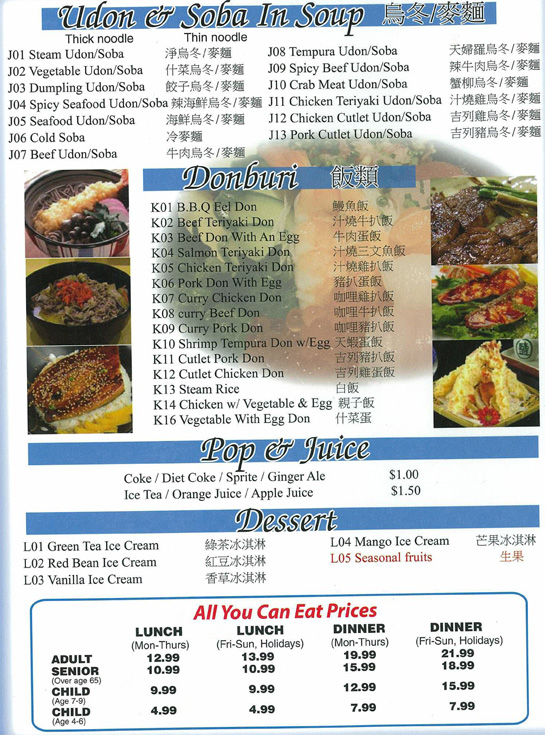 Udon & Soba In Soup 烏冬/麥麵
Thick noodle Thin noodle
J01 Steam Udon/Soba 淨烏冬/麥麵
J02 Vegetable Udon/Soba 什菜烏冬/麥麵
J03 Dumpling Udon/Soba 餃子烏冬/麥麵
J04 Spicy Seafood Udon/Soba 辣海鮮烏冬/麥麵
J05 Seafood Udon/Soba 海鮮烏冬/麥麵
J06 Cold Soba 冷麥麵
J07 Beef Udon/Soba 牛肉烏冬/麥麵
J08 Tempura Udon/Soba 天婦羅烏冬/麥麵
J09 Spicy Beef Udon/Soba 辣牛肉烏冬/麥麵
J10 Crab Meat Udon/Soba 蟹柳烏冬/麥麵
J11 Chicken Teriyaki Udon/Soba 汁燒雞烏冬/麥麵
J12 Chicken Cutlet Udon/Soba 吉列雞烏冬/麥麵
J13 Pork Cutlet Udon/Soba 吉列豬烏冬/麥麵
Donburi 飯類
K01 B.B.Q Eel Don 鰻魚飯
K02 Beef Teriyaki Don 汁燒牛扒飯
K03 Beef Don With An Egg 牛肉蛋飯
K04 Salmon Teriyaki Don 汁燒三文魚飯
K05 Chicken Teriyaki Don 汁燒雞扒飯
K06 Pork Don With Egg 豬扒蛋飯
K07 Curry Chicken Don 咖喱雞扒飯
K08 curry Beef Don 咖喱牛扒飯
K09 Curry Pork Don 咖喱豬扒飯
K10 Shrimp Tempura Don w/Egg 天蝦蛋飯
K11 Cutlet Pork Don 吉列豬扒飯
K12 Cutlet Chicken Don 吉列雞蛋飯
K13 Steam Rice 白飯
K14 Chicken w/ Vegetable & Egg 親子飯
K16 Vegetable With Egg Don 什菜蛋
Pop & Juice
Coke / Diet Coke / Sprite / Ginger Ale $1.00
Ice Tea / Orange Juice / Apple Juice $1.50
Dessert
L01 Green Tea Ice Cream 綠茶冰淇淋
L02 Red Bean Ice Cream 紅豆冰淇淋
L03 Vanilla Ice Cream 香草冰淇淋
L04 Mango Ice Cream 芒果冰淇淋
L05 Seasonal fruits 生果
All You Can Eat Prices
LUNCH LUNCH DINNER DINNER
(Mon-Thurs) (Fri-Sun, Holidays) (Mon-Thurs) (Fri-Sun, Holidays)
ADULT 12.99 13.99 19.99 21.99
SENIOR 10.99 10.99 15.99 18.99
(Over age 65)
CHILD 9.99 9.99 12.99 15.99
(Age 7-9)
CHILD 4.99 4.99 7.99 7.99
(Age 4-6)